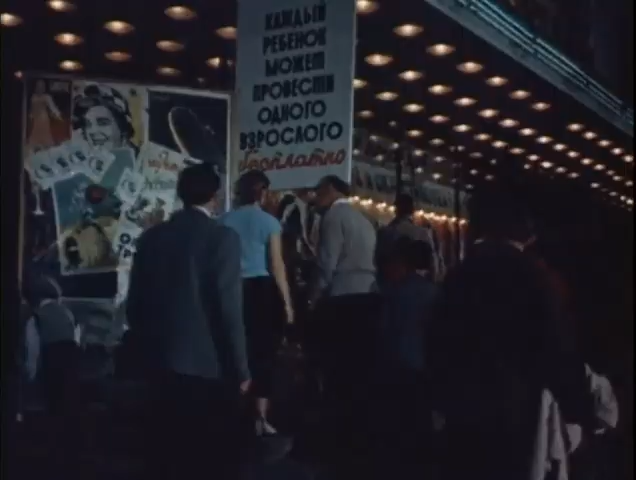 КАЖДЫЙ
РЕБЕНОК
МОЖЕТ
ПРОВЕСТИ
ОДНОГО
ВЗРОСЛОГО
бесплатно